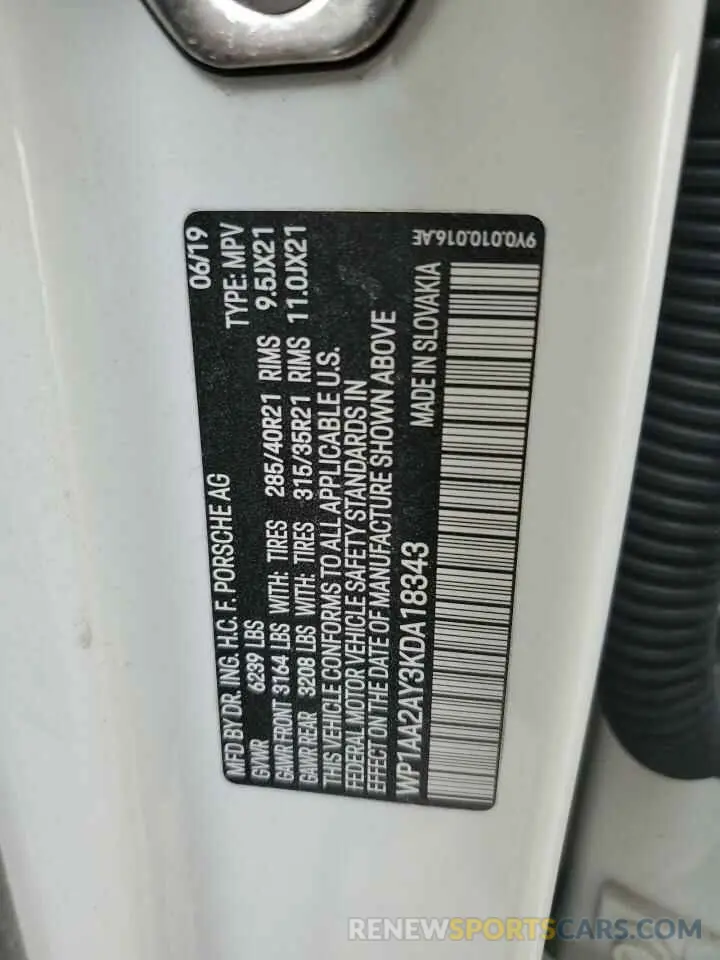 MFD BY DR. ING. H.C. F. PORSCHE AG 06/19
GVWR 6239 LBS TYPE: MPV
GAWR FRONT 3164 LBS WITH: TIRES 285/40R21 RIMS 9.5JX21
GAWR REAR 3208 LBS WITH: TIRES 315/35R21 RIMS 11.0JX21
THIS VEHICLE CONFORMS TO ALL APPLICABLE U.S.
FEDERAL MOTOR VEHICLE SAFETY STANDARDS IN
EFFECT ON THE DATE OF MANUFACTURE SHOWN ABOVE
WP1AA2AY3KDA18343 MADE IN SLOVAKIA
9Y0.010.016.AE
RENEWSPORTSCARS.COM